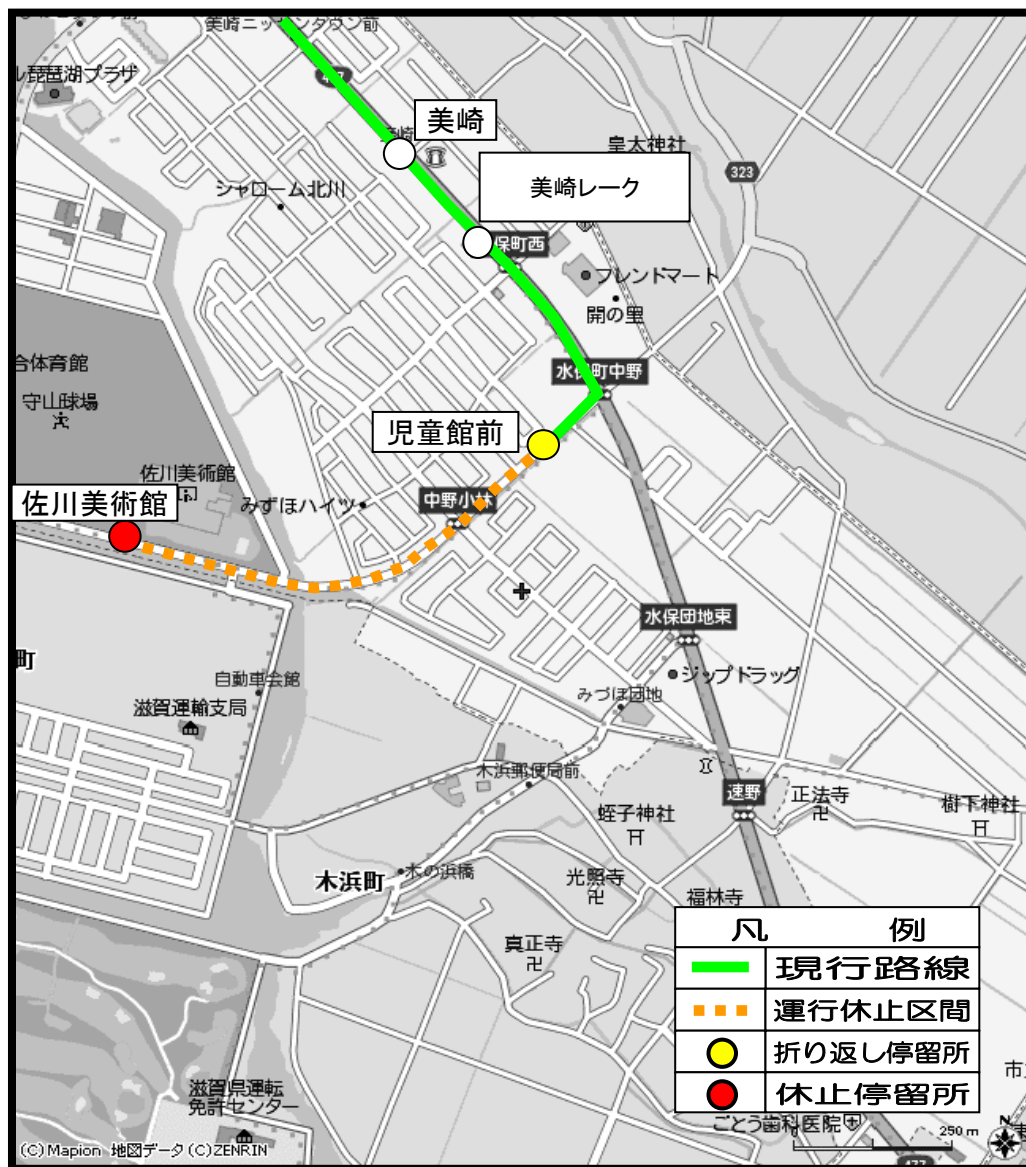 美崎ニッサンタウン前
ル琵琶湖プラザ
美崎
皇太神社
323
美崎レーク
シャローム北川
保町西
フレンドマート
開の里
合体育館
水保町中野
守山球場
児童館前
佐川美術館
佐川美術館
みずほハイツ
中野小林
水保団地東
町
ジップドラッグ
自動車会館
みづほ団地
滋賀運輸支局
木浜郵便局前
速野
正法寺
樹下神社
蛭子神社
木の浜橋
木浜町
光照寺
福林寺
真正寺
凡例
現行路線
運行休止区間
折り返し停留所
休止停留所
市
滋賀県運転
免許センター
ごとう歯科医院
N
0
250 m
(C)Mapion 地図データ (C)ZENRIN